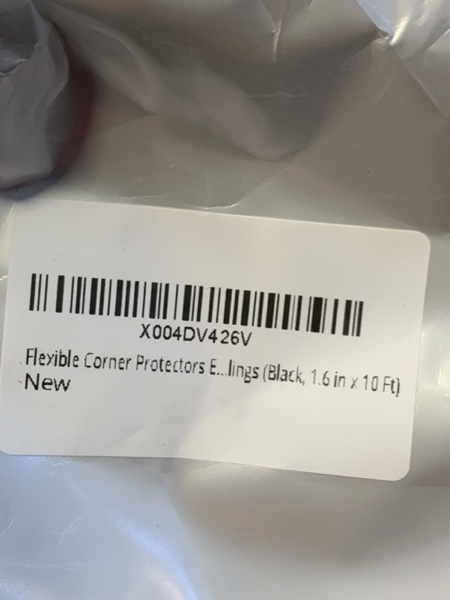 X004DV426V
Flexible Corner Protectors E...lings (Black, 1.6 in x 10 Ft)
New